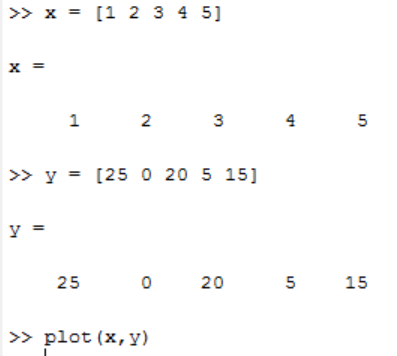 >> x = [1 2 3 4 5]
x =
1 2 3 4 5
>> y = [25 0 20 5 15]
y =
25 0 20 5 15
>> plot(x,y)